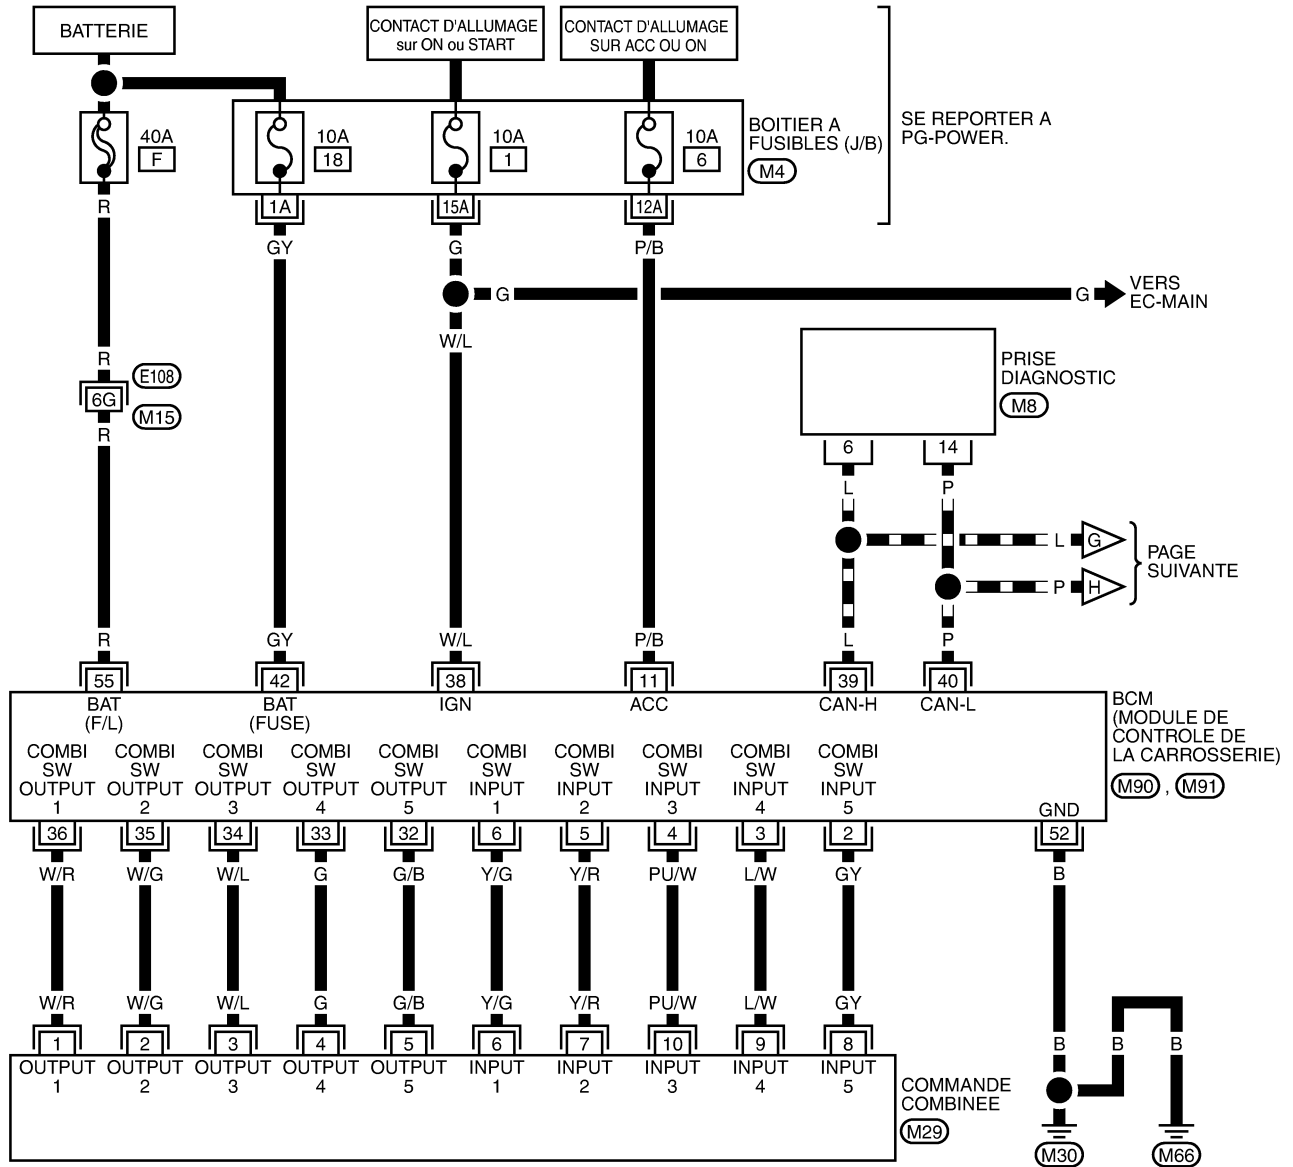 BATTERIE
CONTACT D'ALLUMAGE
sur ON ou START
CONTACT D'ALLUMAGE
SUR ACC OU ON
40A
F
10A
18
10A
1
10A
6
BOITIER A
FUSIBLES (J/B)
M4
SE REPORTER A
PG-POWER.
1A
15A
12A
R
GY
G
P/B
G
G
VERS
EC-MAIN
W/L
R
E108
6G
M15
R
PRISE
DIAGNOSTIC
M8
6
14
L
P
L
G
P
H
PAGE
SUIVANTE
R
GY
W/L
P/B
L
P
55
42
38
11
39
40
BAT
(F/L)
BAT
(FUSE)
IGN
ACC
CAN-H
CAN-L
BCM
(MODULE DE
CONTROLE DE
LA CARROSSERIE)
M90 , M91
COMBI
SW
OUTPUT
1
COMBI
SW
OUTPUT
2
COMBI
SW
OUTPUT
3
COMBI
SW
OUTPUT
4
COMBI
SW
OUTPUT
5
COMBI
SW
INPUT
1
COMBI
SW
INPUT
2
COMBI
SW
INPUT
3
COMBI
SW
INPUT
4
COMBI
SW
INPUT
5
GND
36
35
34
33
32
6
5
4
3
2
52
W/R
W/G
W/L
G
G/B
Y/G
Y/R
PU/W
L/W
GY
B
W/R
W/G
W/L
G
G/B
Y/G
Y/R
PU/W
L/W
GY
B
B
B
1
2
3
4
5
6
7
10
9
8
OUTPUT
1
OUTPUT
2
OUTPUT
3
OUTPUT
4
OUTPUT
5
INPUT
1
INPUT
2
INPUT
3
INPUT
4
INPUT
5
COMMANDE
COMBINEE
M29
M30
M66